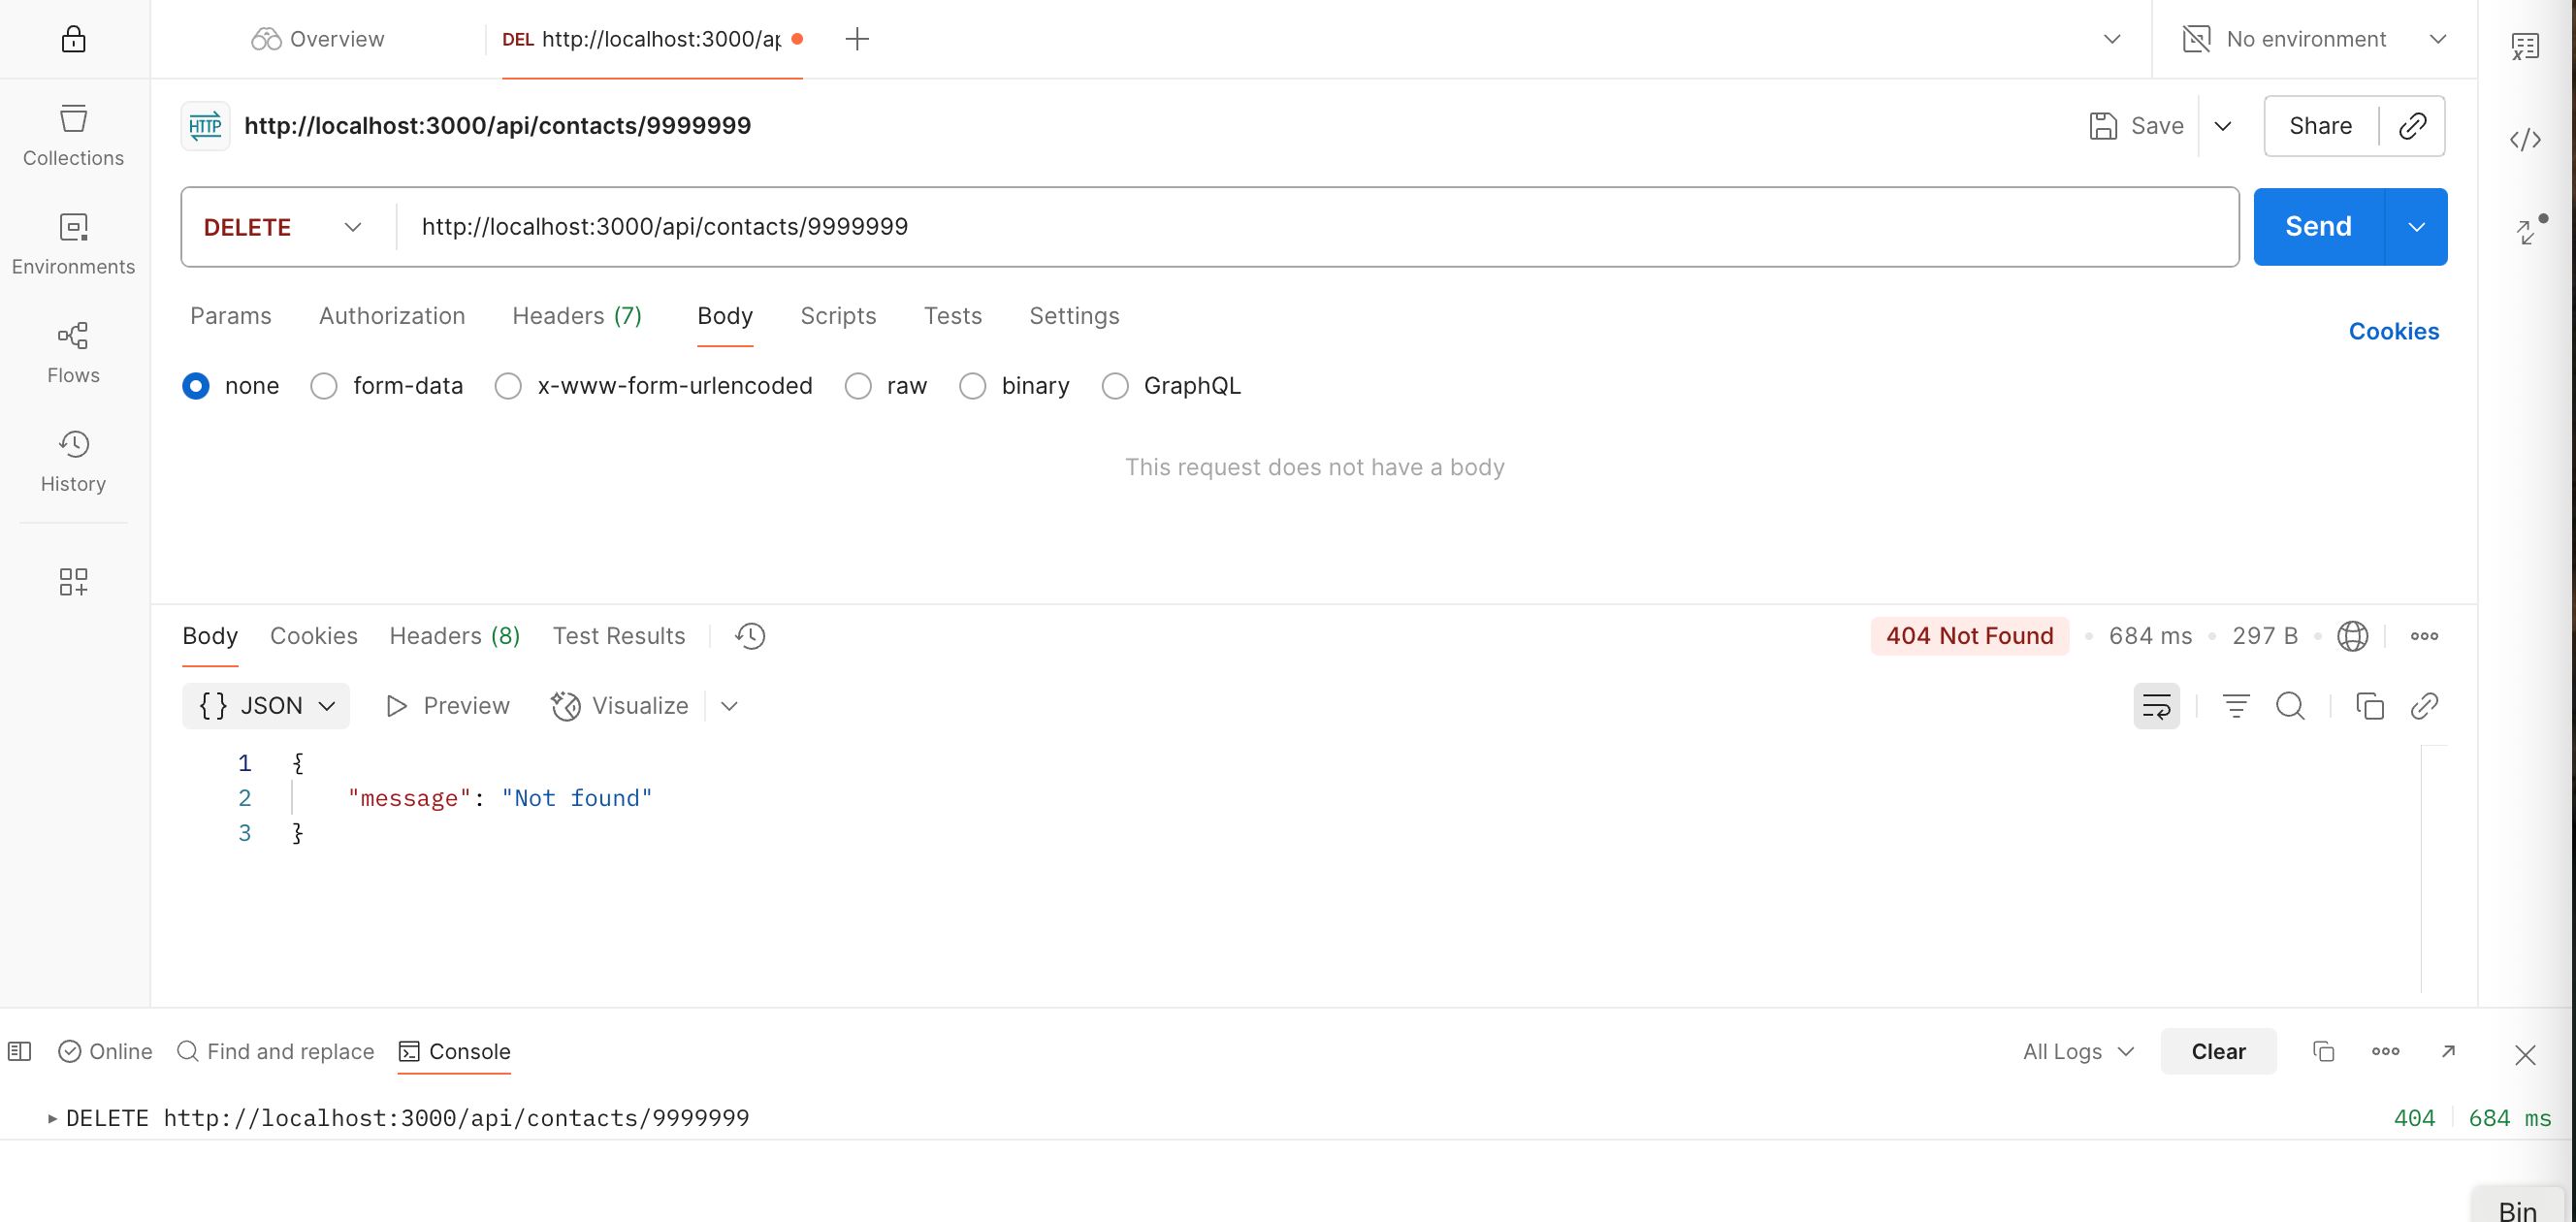 Overview
DEL http://localhost:3000/ap
No environment
HTTP http://localhost:3000/api/contacts/9999999
Save
Share
Collections
Environments
Flows
History
DELETE
http://localhost:3000/api/contacts/9999999
Send
Params Authorization Headers (7) Body Scripts Tests Settings
Cookies
none form-data x-www-form-urlencoded raw binary GraphQL
This request does not have a body
Body Cookies Headers (8) Test Results
404 Not Found • 684 ms • 297 B •
{} JSON Preview Visualize
1 {
2 "message": "Not found"
3 }
Online Find and replace Console
All Logs Clear
DELETE http://localhost:3000/api/contacts/9999999
404 684 ms
Bin